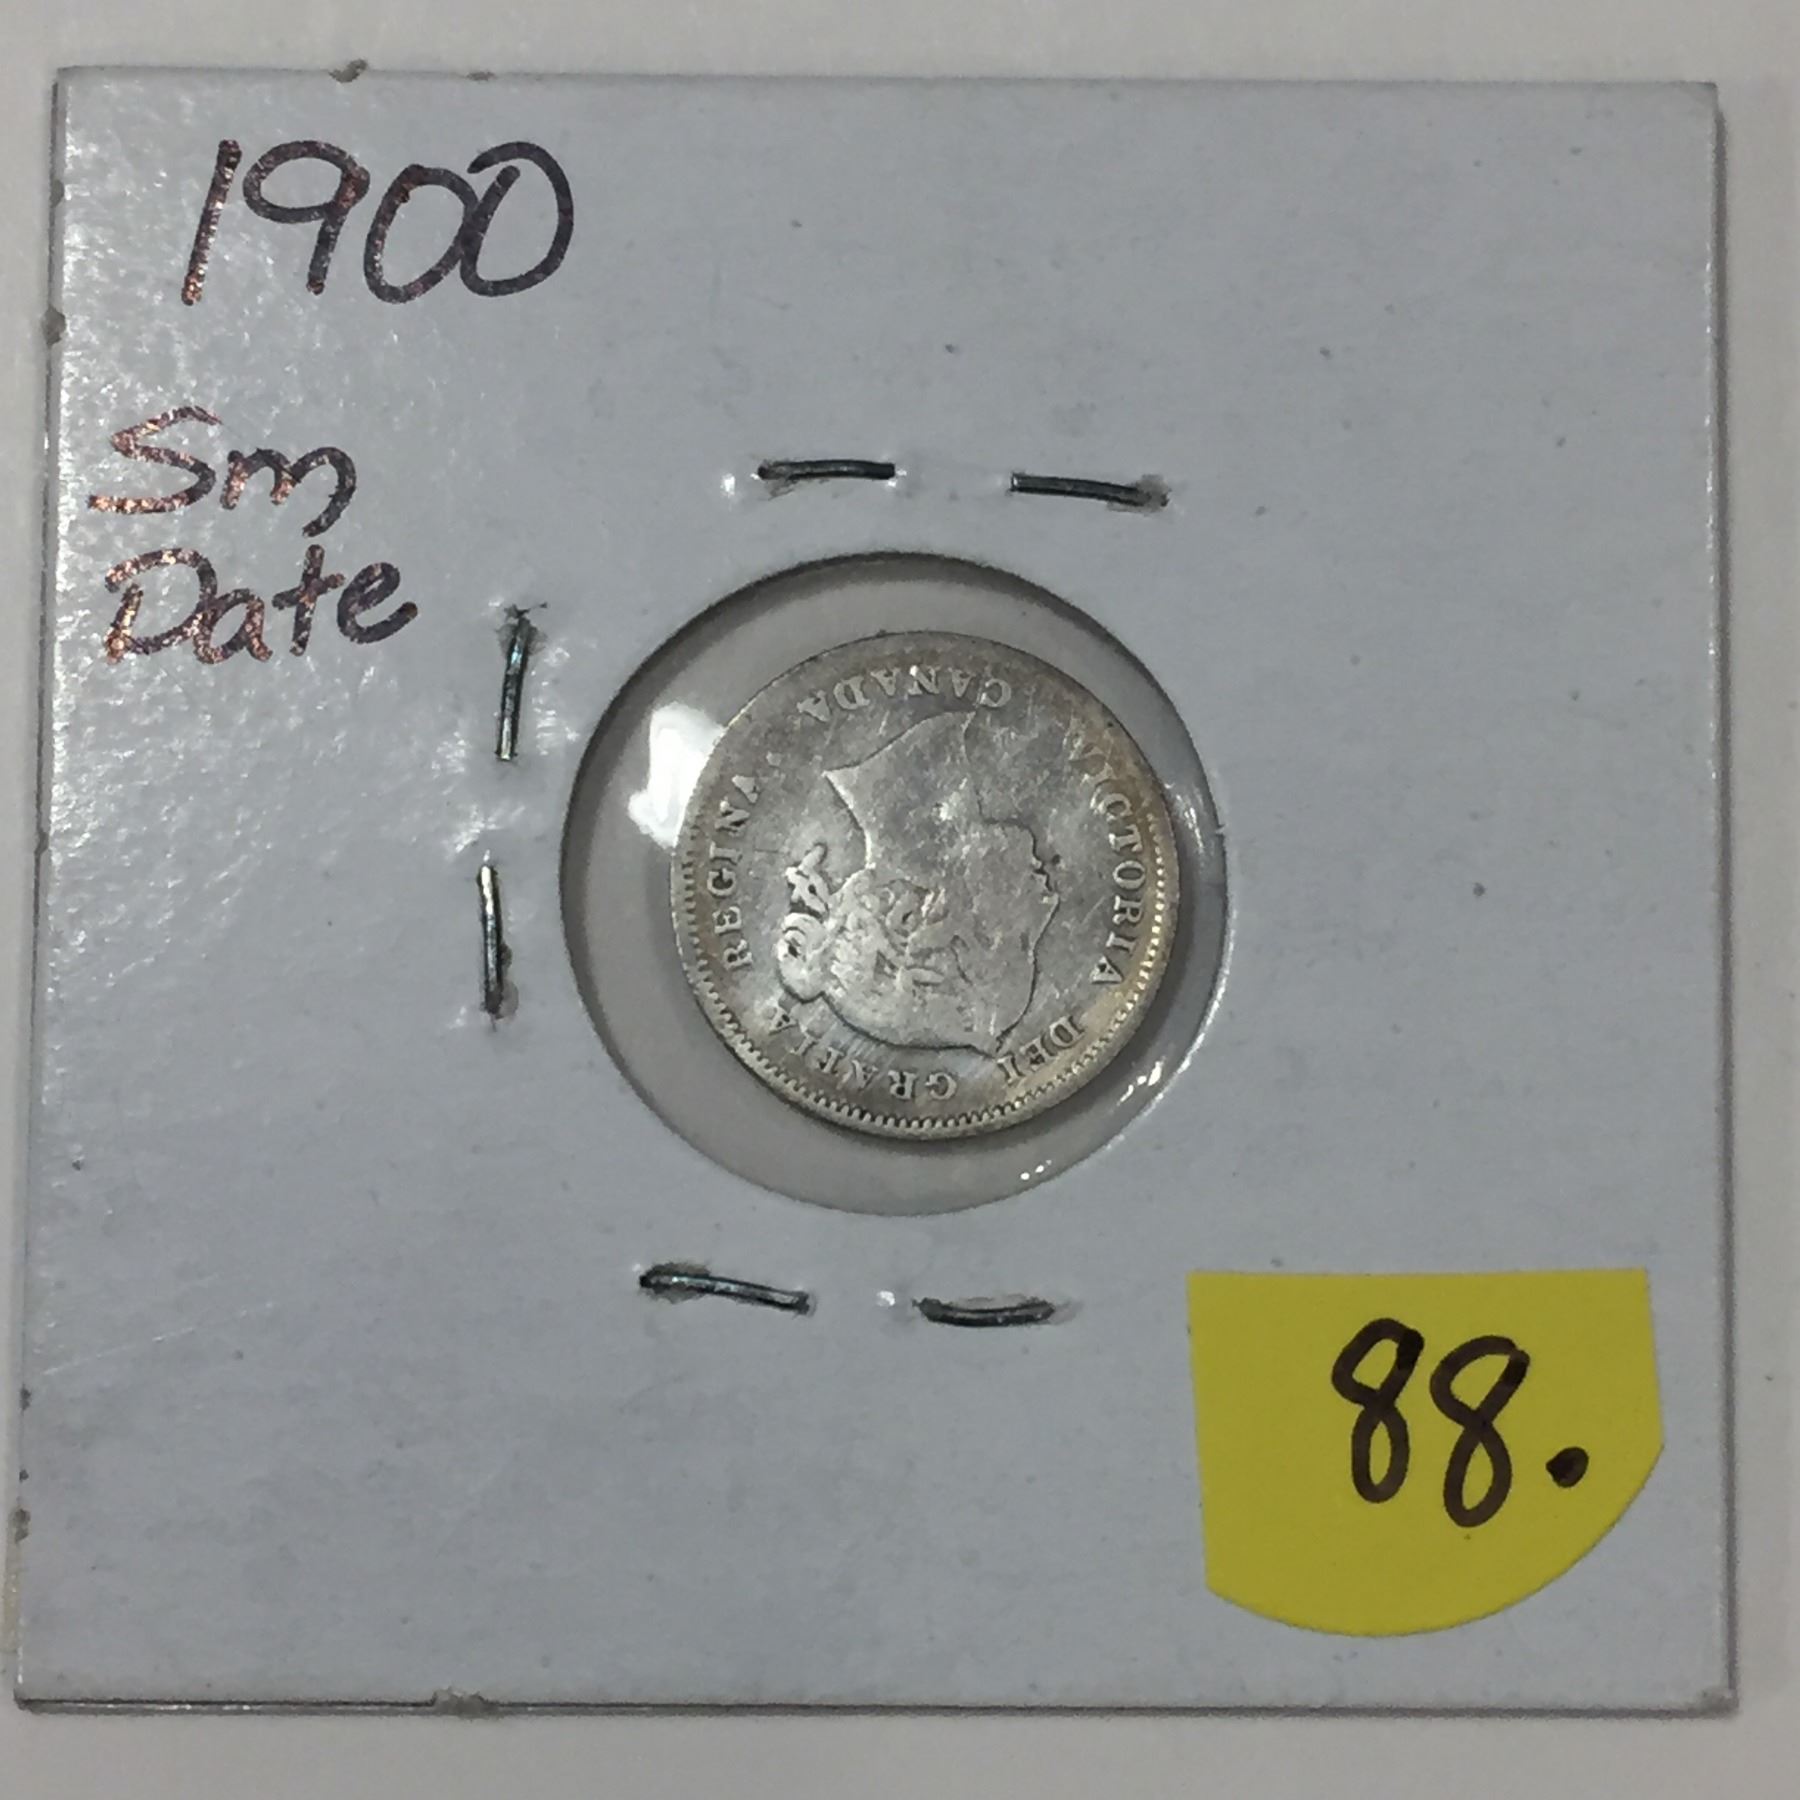 1900
Sm
Date
VICTORIA DEI GRATIA REGINA. CANADA
88.